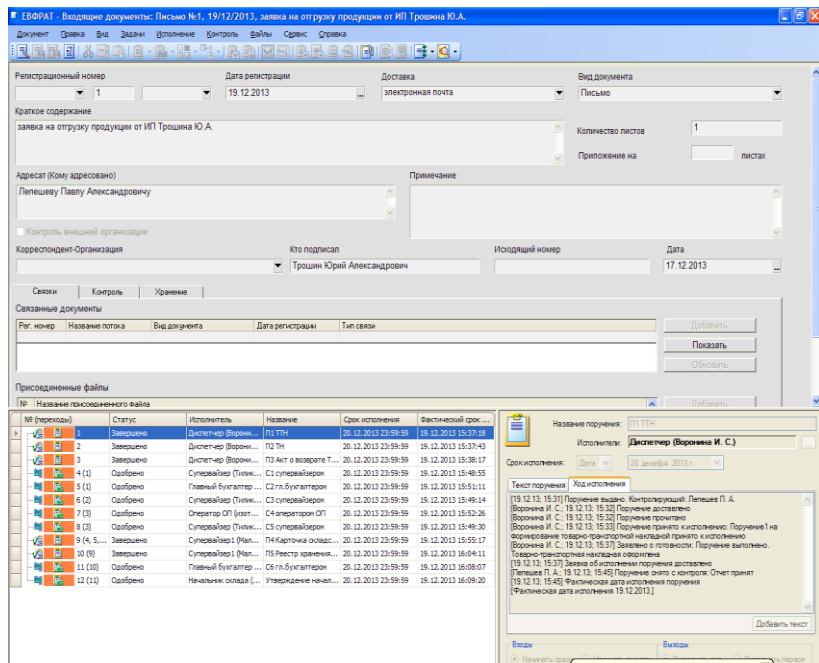 ЕВФРАТ - Входящие документы: Письмо №1, 19/12/2013, заявка на отгрузку продукции от ИП Трошина Ю.А.
Документ Правка Вид Задачи Исполнение Контроль Файлы Сервис Справка
Регистрационный номер Дата регистрации Доставка Вид документа
1 19.12.2013 ... электронная почта Письмо
Краткое содержание
заявка на отгрузку продукции от ИП Трошина Ю.А.
Количество листов 1
Приложение на листах
Адресат (Кому адресовано) Примечание
Лепешеву Павлу Александровичу
Контроль внешней организации
Корреспондент-Организация Кто подписал Исходящий номер Дата
Трошин Юрий Александрович 17.12.2013 ...
Связки Контроль Хранение
Связанные документы
Рег. номер Название потока Вид документа Дата регистрации Тип связи Добавить
Показать
Обновить
Присоединенные файлы
№ Название присоединенного файла Добавить
№ (переходы) Статус Исполнитель Название Срок исполнения Фактический срок ...
1 Завершено Диспетчер (Ворони... П1 ТТН 20.12.2013 23:59:59 19.12.2013 15:37:18
2 Завершено Диспетчер (Ворони... П2 ТН 20.12.2013 23:59:59 19.12.2013 15:37:43
3 Завершено Диспетчер (Ворони... П3 Акт о возврате Т... 20.12.2013 23:59:59 19.12.2013 15:38:17
4 (1) Одобрено Супервайзер (Тилик... С1 супервайзером 20.12.2013 23:59:59 19.12.2013 15:48:55
5 (1) Одобрено Главный бухгалтер ... С2 гл.бухгалтером 20.12.2013 23:59:59 19.12.2013 15:51:11
6 (2) Одобрено Супервайзер (Тилик... С3 супервайзером 20.12.2013 23:59:59 19.12.2013 15:49:14
7 (3) Одобрено Оператор ОП (изот... С4 оператором ОП 20.12.2013 23:59:59 19.12.2013 15:52:26
8 (3) Одобрено Супервайзер (Тилик... С5 супервайзером 20.12.2013 23:59:59 19.12.2013 15:49:30
9 (4, 5,... Завершено Супервайзер1 (Мал... П4 Карточка складс... 20.12.2013 23:59:59 19.12.2013 15:55:17
10 (9) Завершено Супервайзер1 (Мал... П5 Реестр хранения... 20.12.2013 23:59:59 19.12.2013 16:04:11
11 (10) Одобрено Главный бухгалтер ... С6 гл.бухгалтером 20.12.2013 23:59:59 19.12.2013 16:08:07
12 (11) Одобрено Начальник склада (... Утверждение начал... 20.12.2013 23:59:59 19.12.2013 16:09:20
Название поручения: П1 ТТН
Исполнители: Диспетчер (Воронина И. С.) ...
Срок исполнения: Дата 20 декабря 2013 г.
Текст поручения Ход исполнения
[19.12.13; 15:31] Поручение выдано. Контролирующий: Лепешев П. А.
[Воронина И. С.; 19.12.13; 15:32] Поручение доставлено
[Воронина И. С.; 19.12.13; 15:32] Поручение прочитано
[Воронина И. С.; 19.12.13; 15:33] Поручение принято к исполнению: Поручение1 на
формирование товарно-транспортной накладной принято к исполнению
[Воронина И. С.; 19.12.13; 15:37] Заявлено о готовности: Поручение выполнено.
Товарно-транспортная накладная оформлена
[19.12.13; 15:37] Заявка об исполнении поручения доставлено
[Лепешев П. А.; 19.12.13; 15:45] Поручение снято с контроля: Отчет принят
[19.12.13; 15:45] Фактическая дата исполнения поручения
[Фактическая дата исполнения 19.12.2013.]
Добавить текст
Входы Выходы
Начинать сразу